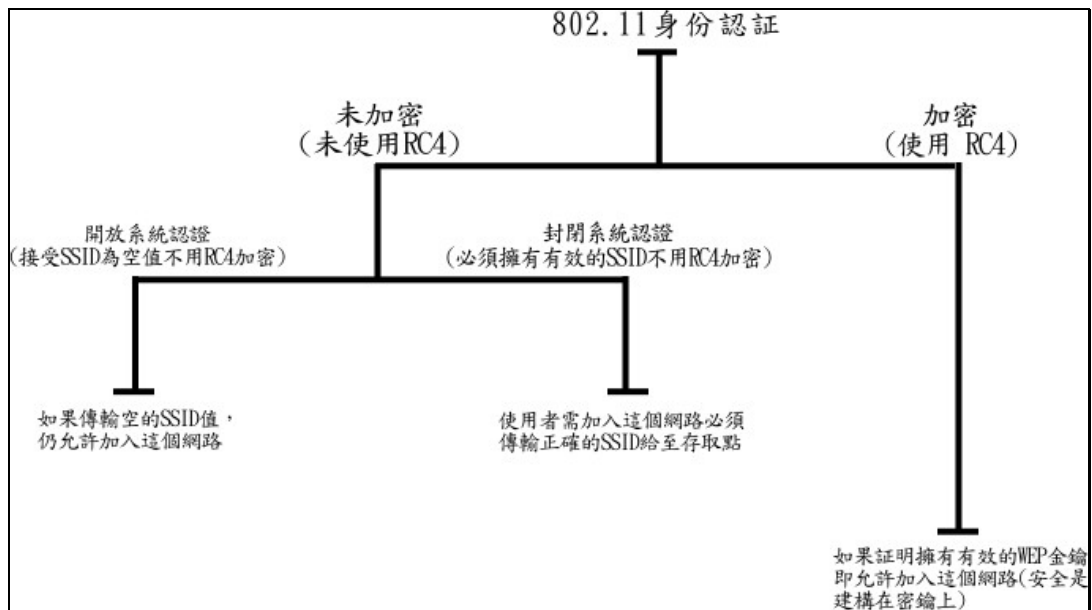 802.11身份認証
未加密
(未使用RC4)
加密
(使用 RC4)
開放系統認證
(接受SSID為空值不用RC4加密)
封閉系統認證
(必須擁有有效的SSID不用RC4加密)
如果傳輸空的SSID值，
仍允許加入這個網路
使用者需加入這個網路必須
傳輸正確的SSID給至存取點
如果証明擁有有效的WEP金鑰
即允許加入這個網路(安全是
建構在密鑰上)